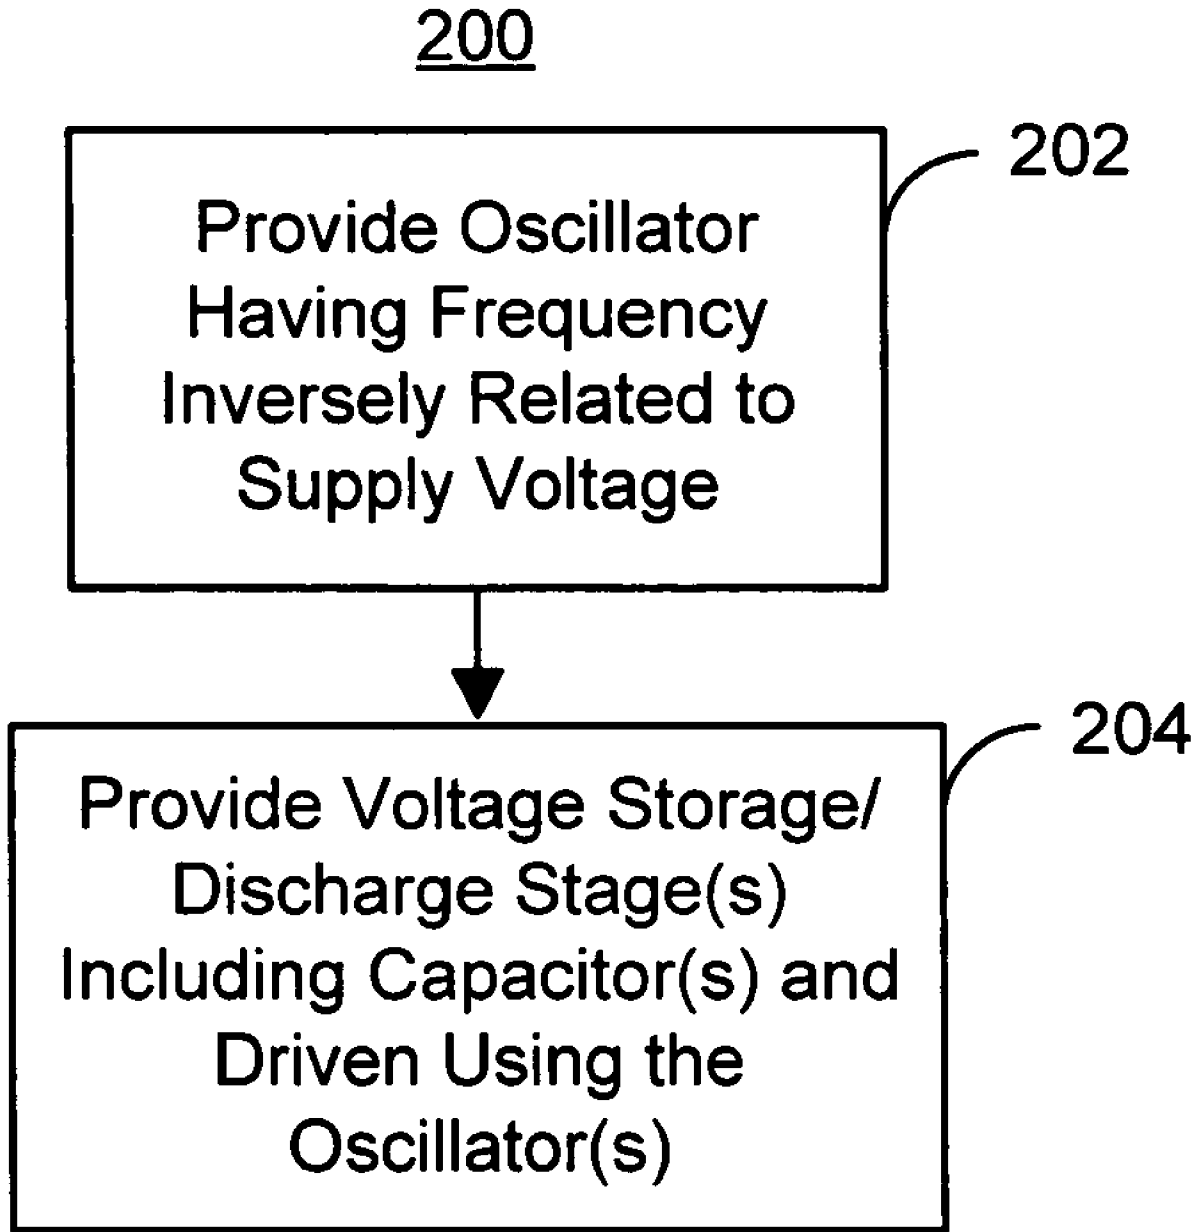 200
202
Provide Oscillator
Having Frequency
Inversely Related to
Supply Voltage
204
Provide Voltage Storage/
Discharge Stage(s)
Including Capacitor(s) and
Driven Using the
Oscillator(s)